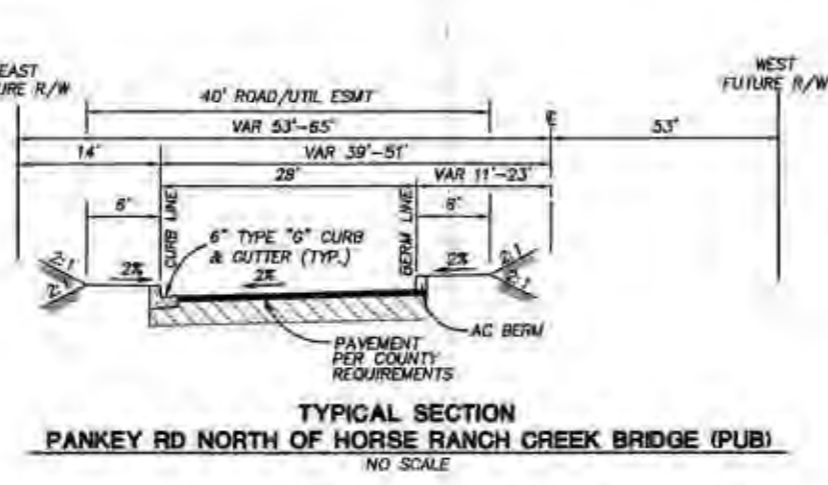 EAST
URE R/W
WEST
FUTURE R/W
40' ROAD/UTIL ESMT
VAR 53'-65'
53'
14'
VAR 39'-51'
28'
VAR 11'-23'
6'
CURB LINE
BERM LINE
6'
6" TYPE "G" CURB
& GUTTER (TYP.)
2:1
2%
2%
2%
2:1
2:1
2:1
AC BERM
PAVEMENT
PER COUNTY
REQUIREMENTS
TYPICAL SECTION
PANKEY RD NORTH OF HORSE RANCH CREEK BRIDGE (PUB)
NO SCALE